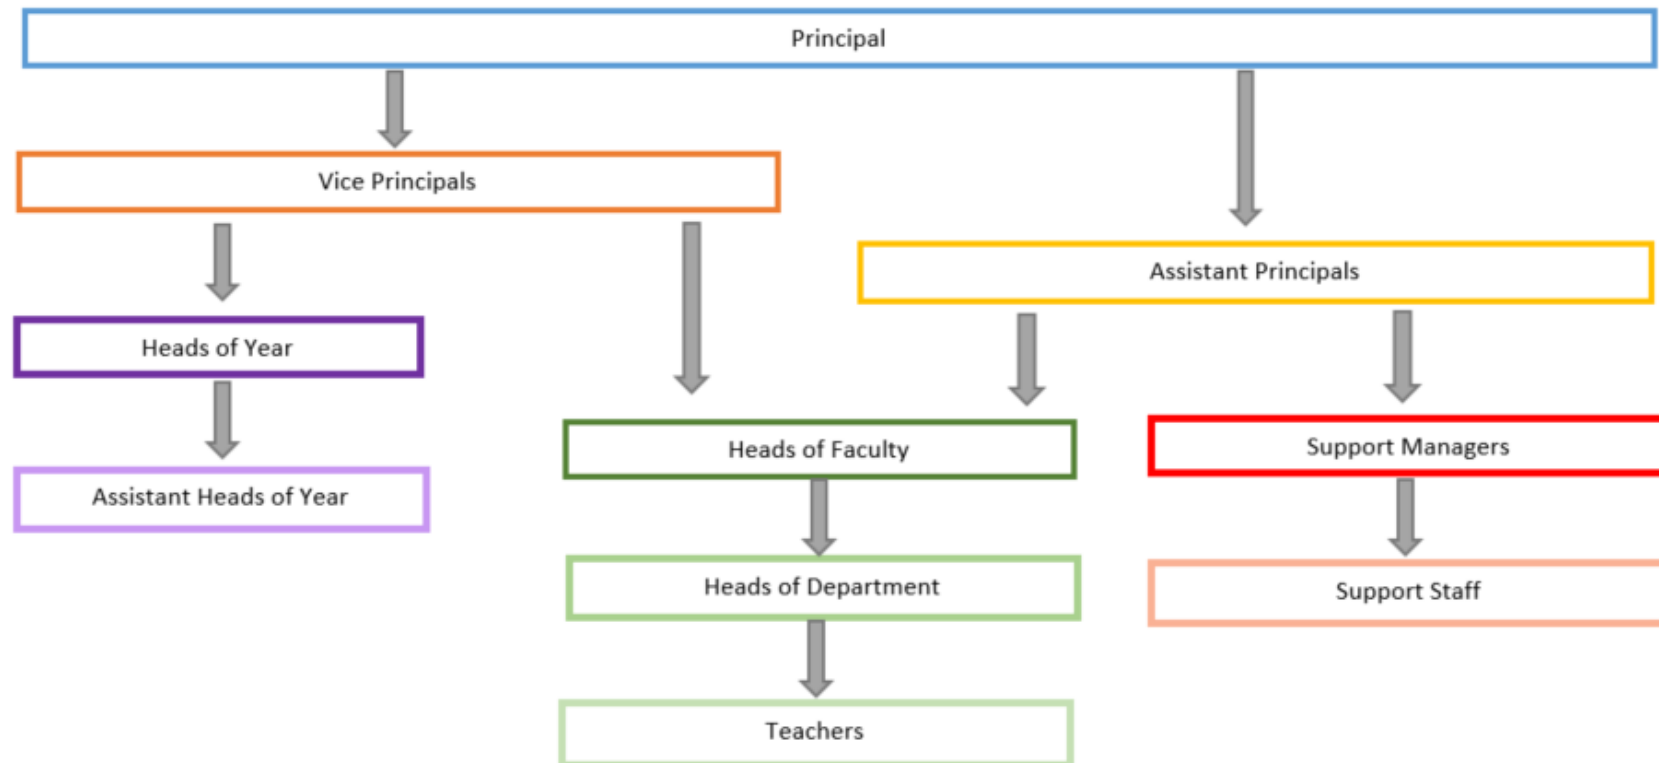 Principal
Vice Principals
Assistant Principals
Heads of Year
Heads of Faculty
Support Managers
Assistant Heads of Year
Heads of Department
Support Staff
Teachers